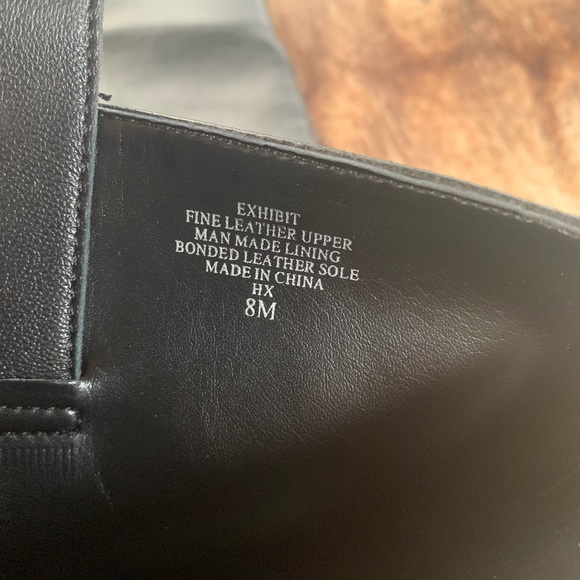 EXHIBIT
FINE LEATHER UPPER
MAN MADE LINING
BONDED LEATHER SOLE
MADE IN CHINA
HX
8M